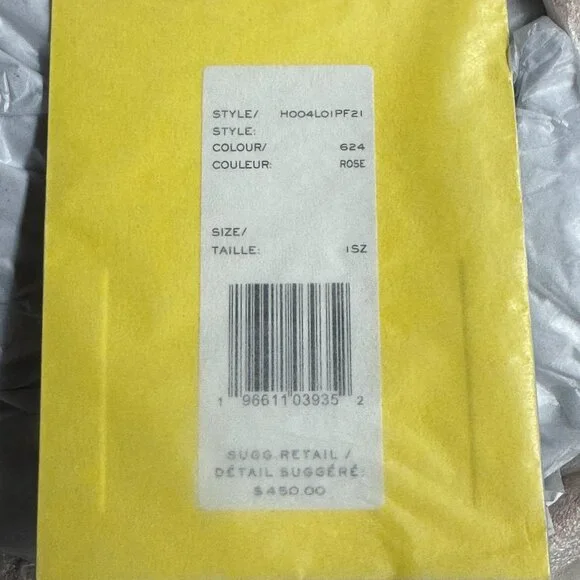 STYLE/ H004L01PF21
STYLE:
COLOUR/ 624
COULEUR: ROSE
SIZE/
TAILLE: 1SZ
1 96611 03935 2
SUGG.RETAIL /
DÉTAIL SUGGÉRÉ:
$450.00